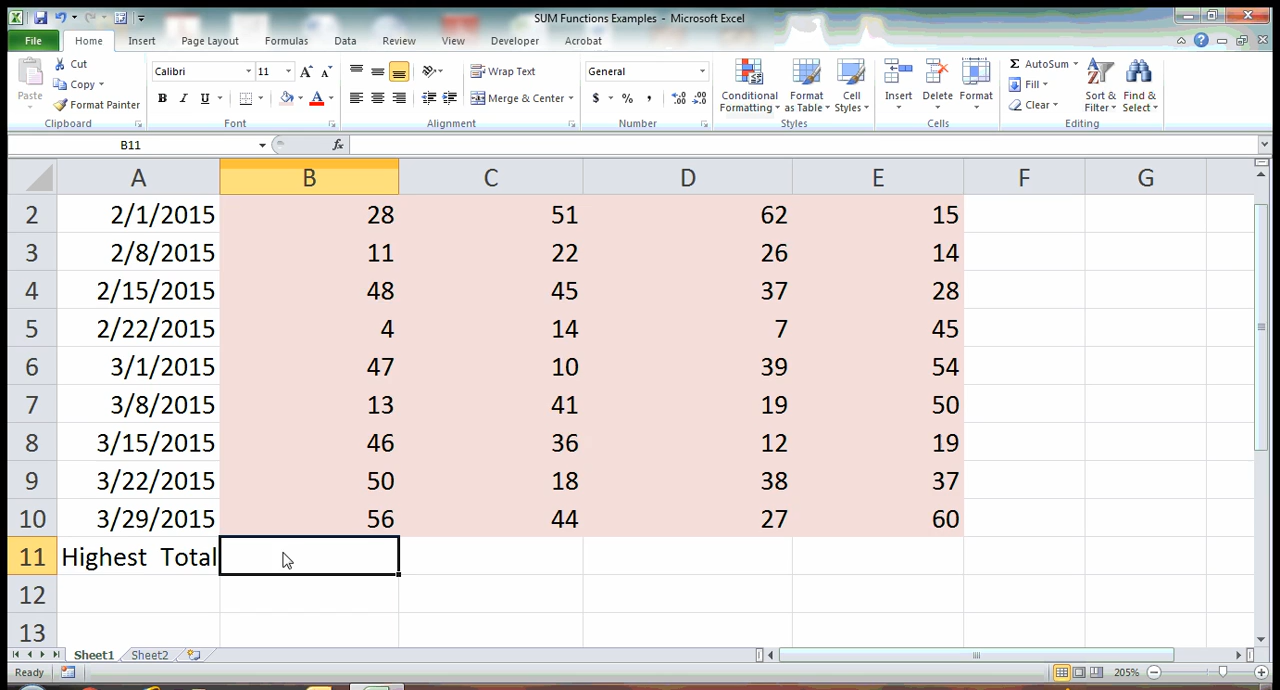 SUM Functions Examples - Microsoft Excel
File Home Insert Page Layout Formulas Data Review View Developer Acrobat
Paste Cut Copy Format Painter Clipboard
Calibri 11 A A B I U A Font
Wrap Text Merge & Center Alignment
General $ % , .00 .00 Number
Conditional Formatting Format as Table Cell Styles Styles
Insert Delete Format Cells
Σ AutoSum Fill Clear Sort & Filter Find & Select Editing
B11 fx
A B C D E F G
2 2/1/2015 28 51 62 15
3 2/8/2015 11 22 26 14
4 2/15/2015 48 45 37 28
5 2/22/2015 4 14 7 45
6 3/1/2015 47 10 39 54
7 3/8/2015 13 41 19 50
8 3/15/2015 46 36 12 19
9 3/22/2015 50 18 38 37
10 3/29/2015 56 44 27 60
11 Highest Total
12
13
Sheet1 Sheet2
Ready 205%